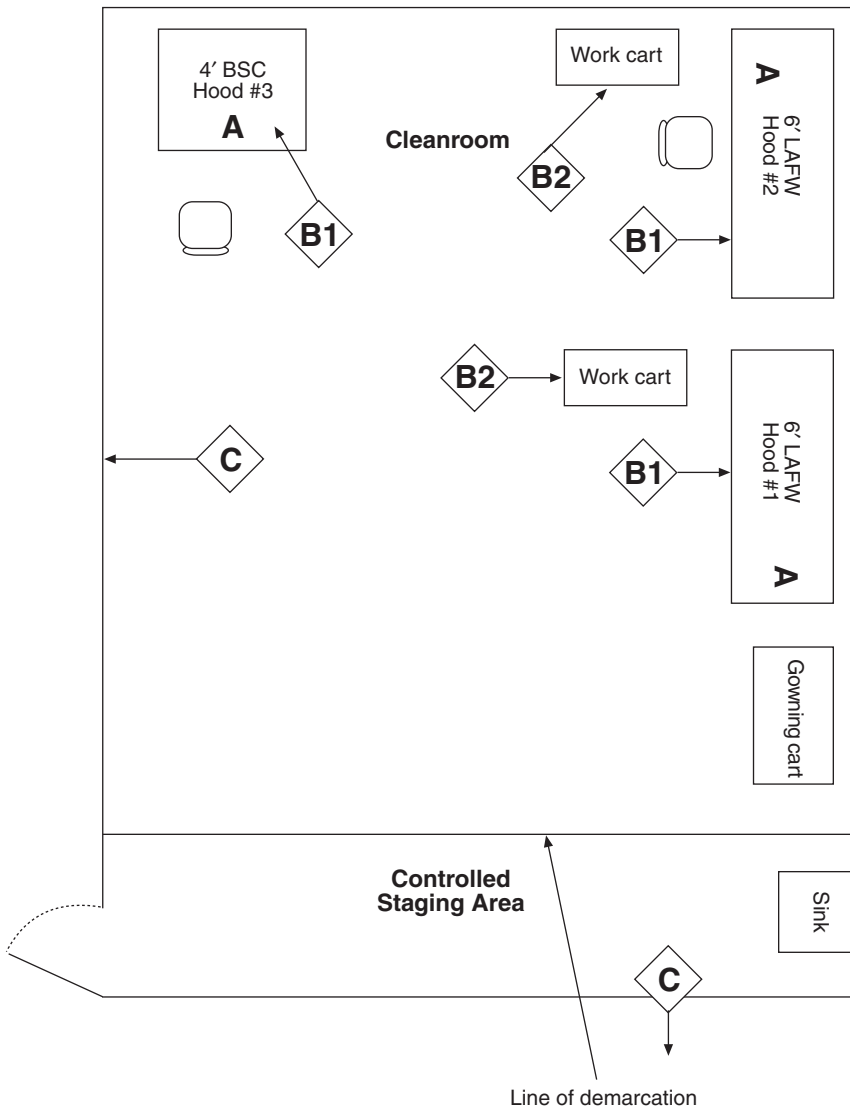 4′ BSC
Hood #3
A
Work cart
A
6′ LAFW
Hood #2
Cleanroom
B2
B1
B1
B2
Work cart
C
B1
6′ LAFW
Hood #1
A
Gowning cart
Controlled
Staging Area
Sink
C
Line of demarcation